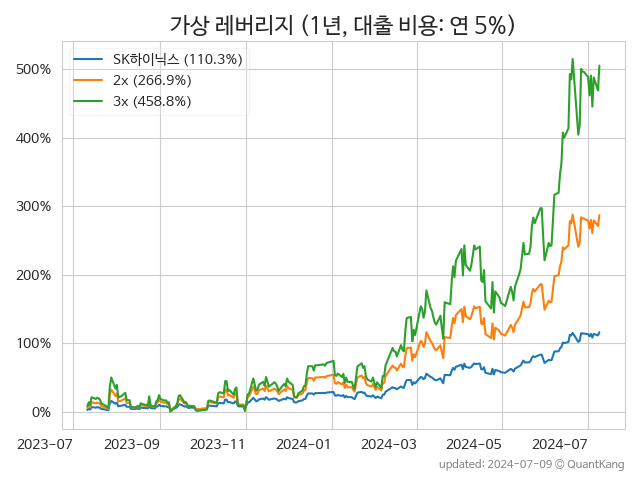 가상 레버리지 (1년, 대출 비용: 연 5%)
SK하이닉스 (110.3%)
2x (266.9%)
3x (458.8%)
500%
400%
300%
200%
100%
0%
2023-07 2023-09 2023-11 2024-01 2024-03 2024-05 2024-07
updated: 2024-07-09 © QuantKang